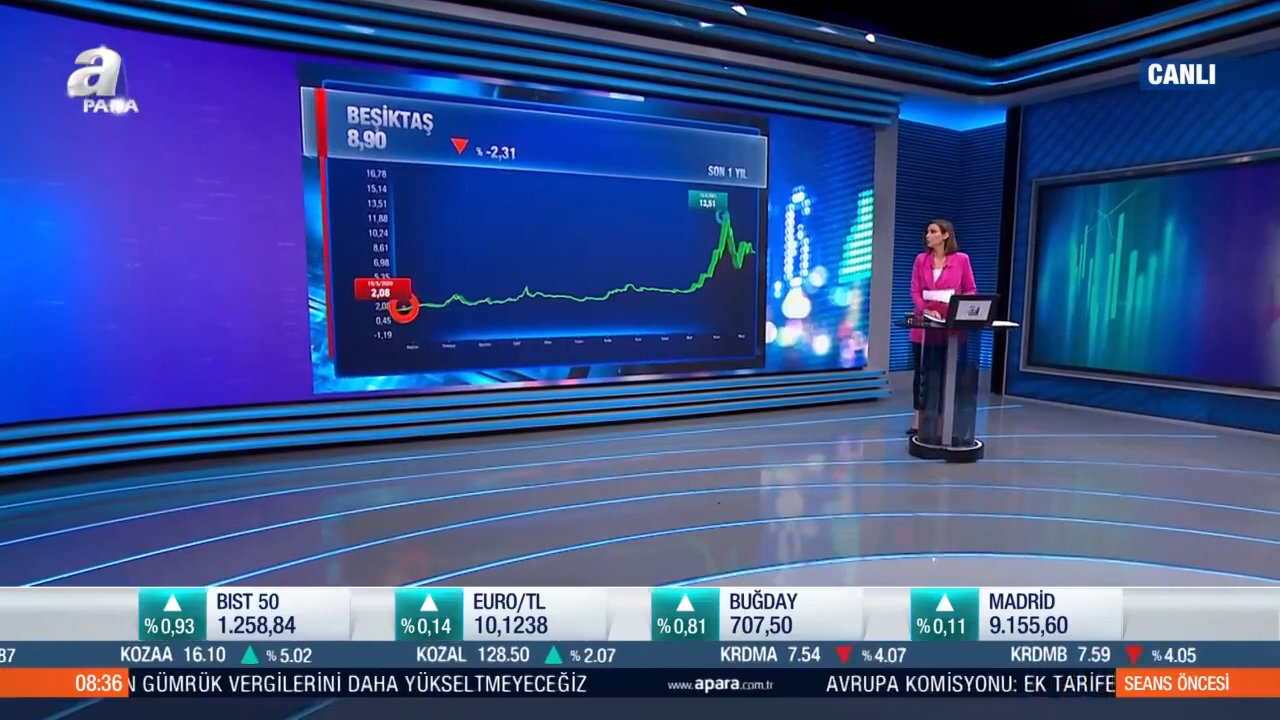 a
PARA
CANLI
BEŞİKTAŞ
8,90
% -2,31
SON 1 YIL
16,78
15,14
13,51
11,88
10,24
8,61
6,98
5,35
2,08
0,45
-1,19
2,08
12,51
% 0,93
BIST 50
1.258,84
% 0,14
EURO/TL
10,1238
% 0,81
BUĞDAY
707,50
% 0,11
MADRİD
9.155,60
87 KOZAA 16.10 % 5.02 KOZAL 128.50 % 2.07 KRDMA 7.54 % 4.07 KRDMB 7.59 % 4.05
08:36 N GÜMRÜK VERGİLERİNİ DAHA YÜKSELTMEYECEĞİZ www.apara.com.tr AVRUPA KOMİSYONU: EK TARİFE SEANS ÖNCESİ